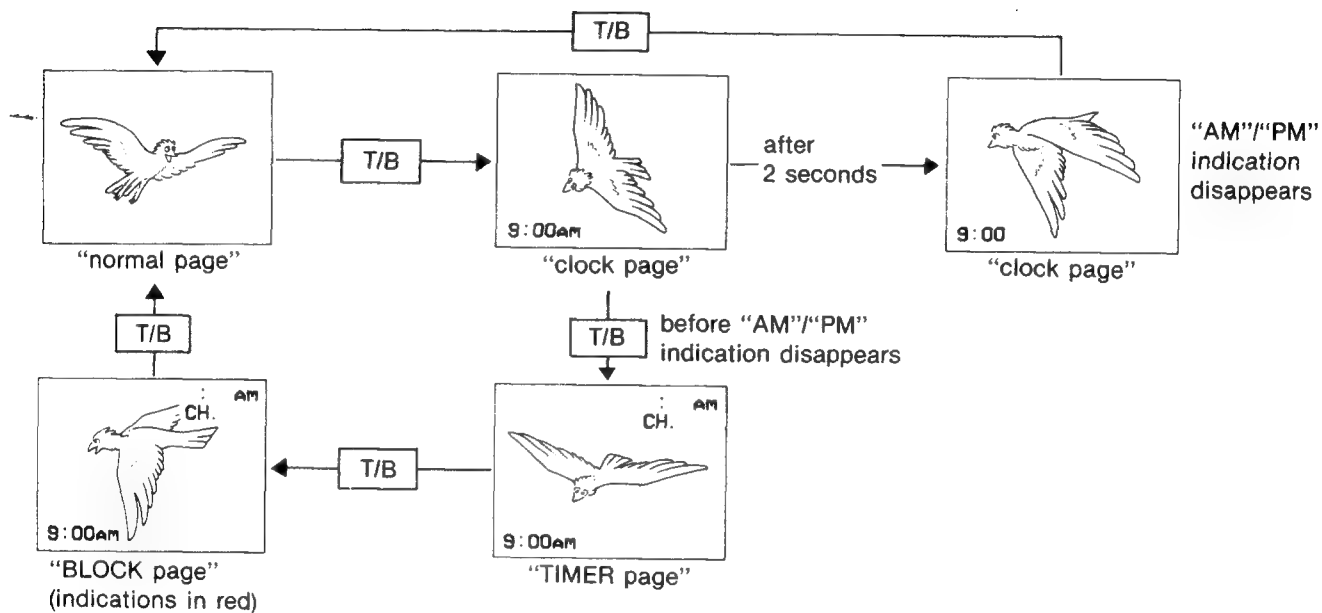 T/B
T/B
after
2 seconds
"AM"/"PM"
indication
disappears
9:00AM
9:00
"normal page"
"clock page"
"clock page"
T/B
T/B
before "AM"/"PM"
indication disappears
: AM
CH.
: AM
CH.
T/B
9:00AM
9:00AM
"BLOCK page"
(indications in red)
"TIMER page"